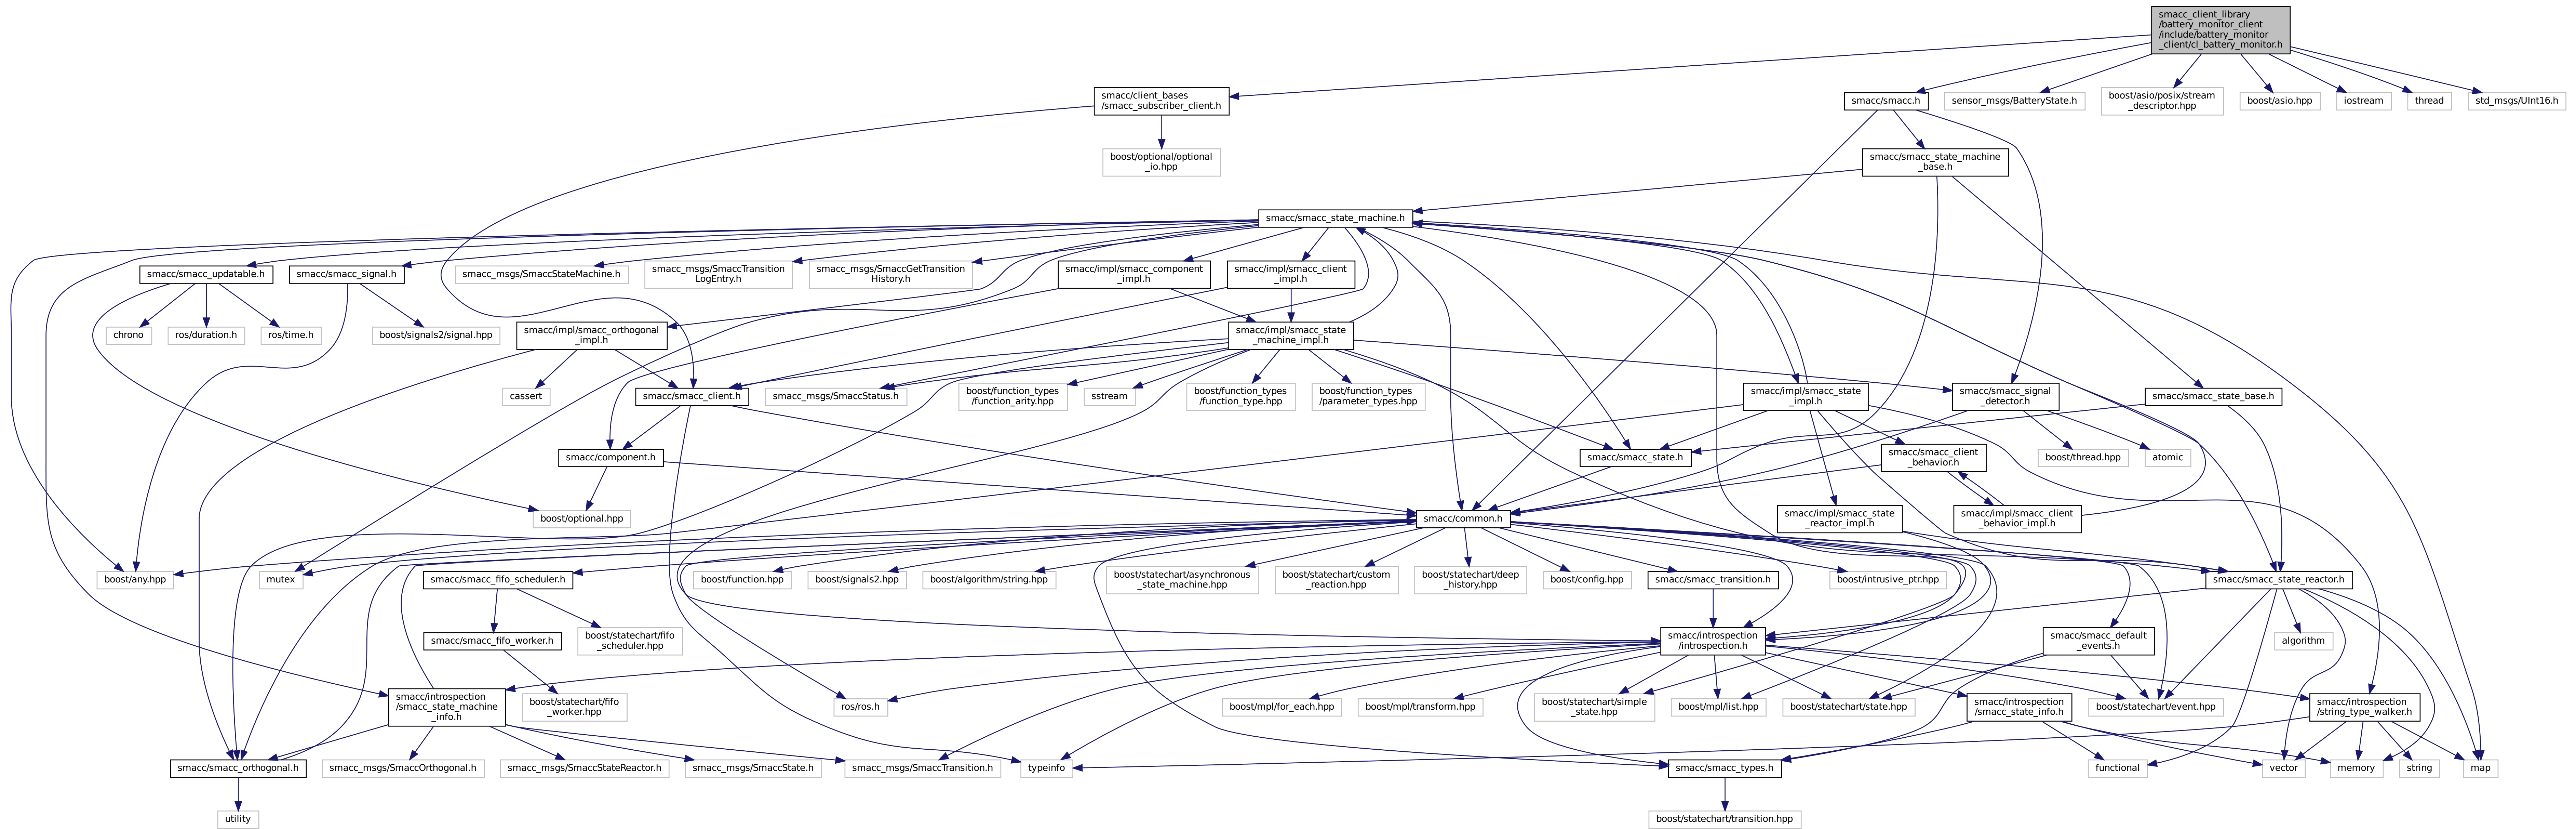 smacc_client_library
/battery_monitor_client
/include/battery_monitor
_client/cl_battery_monitor.h
smacc/client_bases
/smacc_subscriber_client.h
smacc/smacc.h
sensor_msgs/BatteryState.h
boost/asio/posix/stream
_descriptor.hpp
boost/asio.hpp
iostream
thread
std_msgs/UInt16.h
boost/optional/optional
_io.hpp
smacc/smacc_state_machine
_base.h
smacc/smacc_state_machine.h
smacc/smacc_updatable.h
smacc/smacc_signal.h
smacc_msgs/SmaccStateMachine.h
smacc_msgs/SmaccTransition
LogEntry.h
smacc_msgs/SmaccGetTransition
History.h
smacc/impl/smacc_component
_impl.h
smacc/impl/smacc_client
_impl.h
chrono
ros/duration.h
ros/time.h
boost/signals2/signal.hpp
smacc/impl/smacc_orthogonal
_impl.h
smacc/impl/smacc_state
_machine_impl.h
cassert
smacc/smacc_client.h
smacc_msgs/SmaccStatus.h
boost/function_types
/function_arity.hpp
sstream
boost/function_types
/function_type.hpp
boost/function_types
/parameter_types.hpp
smacc/impl/smacc_state
_impl.h
smacc/smacc_signal
_detector.h
smacc/smacc_state_base.h
smacc/component.h
smacc/smacc_state.h
smacc/smacc_client
_behavior.h
boost/thread.hpp
atomic
boost/optional.hpp
smacc/common.h
smacc/impl/smacc_state
_reactor_impl.h
smacc/impl/smacc_client
_behavior_impl.h
boost/any.hpp
mutex
smacc/smacc_fifo_scheduler.h
boost/function.hpp
boost/signals2.hpp
boost/algorithm/string.hpp
boost/statechart/asynchronous
_state_machine.hpp
boost/statechart/custom
_reaction.hpp
boost/statechart/deep
_history.hpp
boost/config.hpp
smacc/smacc_transition.h
boost/intrusive_ptr.hpp
smacc/smacc_state_reactor.h
smacc/smacc_fifo_worker.h
boost/statechart/fifo
_scheduler.hpp
smacc/introspection
/introspection.h
smacc/smacc_default
_events.h
algorithm
smacc/introspection
/smacc_state_machine
_info.h
boost/statechart/fifo
_worker.hpp
ros/ros.h
boost/mpl/for_each.hpp
boost/mpl/transform.hpp
boost/statechart/simple
_state.hpp
boost/mpl/list.hpp
boost/statechart/state.hpp
smacc/introspection
/smacc_state_info.h
boost/statechart/event.hpp
smacc/introspection
/string_type_walker.h
smacc/smacc_orthogonal.h
smacc_msgs/SmaccOrthogonal.h
smacc_msgs/SmaccStateReactor.h
smacc_msgs/SmaccState.h
smacc_msgs/SmaccTransition.h
typeinfo
smacc/smacc_types.h
functional
vector
memory
string
map
utility
boost/statechart/transition.hpp